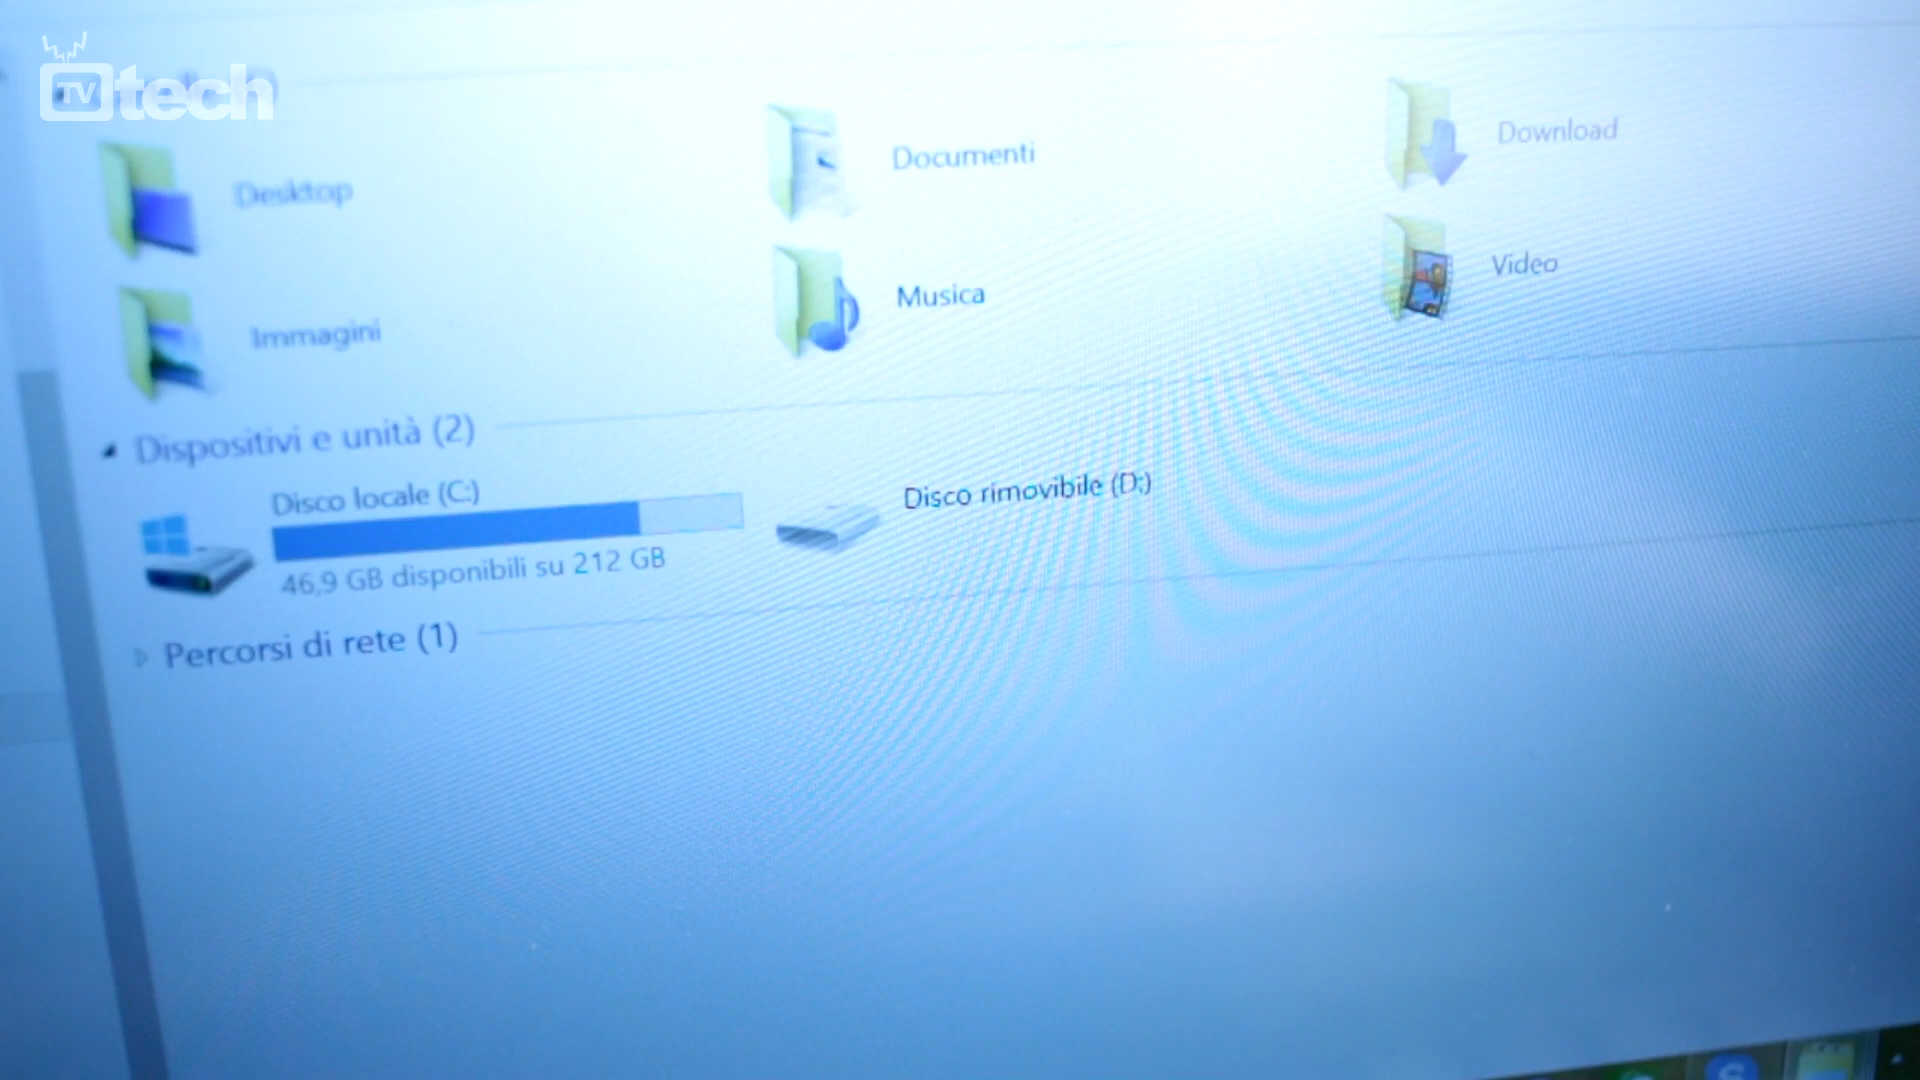 TV tech
Desktop
Documenti
Download
Immagini
Musica
Video
Dispositivi e unità (2)
Disco locale (C:)
46,9 GB disponibili su 212 GB
Disco rimovibile (D:)
Percorsi di rete (1)